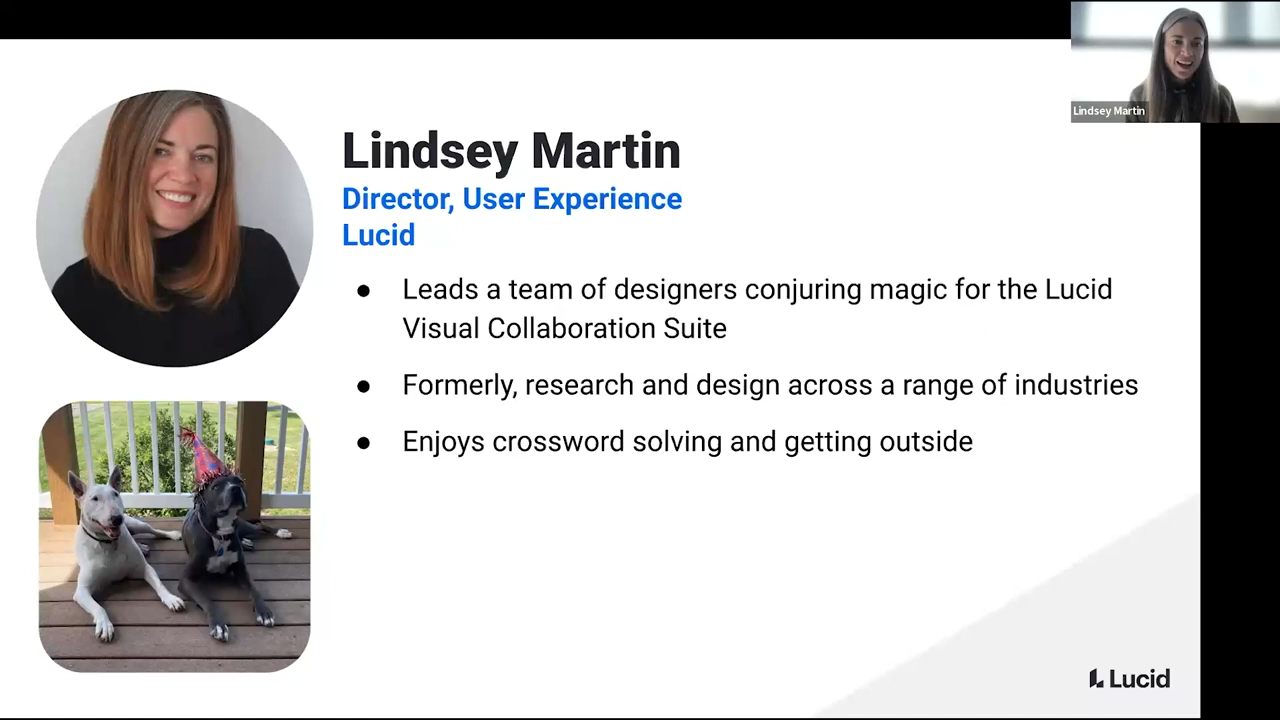 Lindsey Martin
Lindsey Martin
Director, User Experience
Lucid
● Leads a team of designers conjuring magic for the Lucid
Visual Collaboration Suite
● Formerly, research and design across a range of industries
● Enjoys crossword solving and getting outside
Lucid